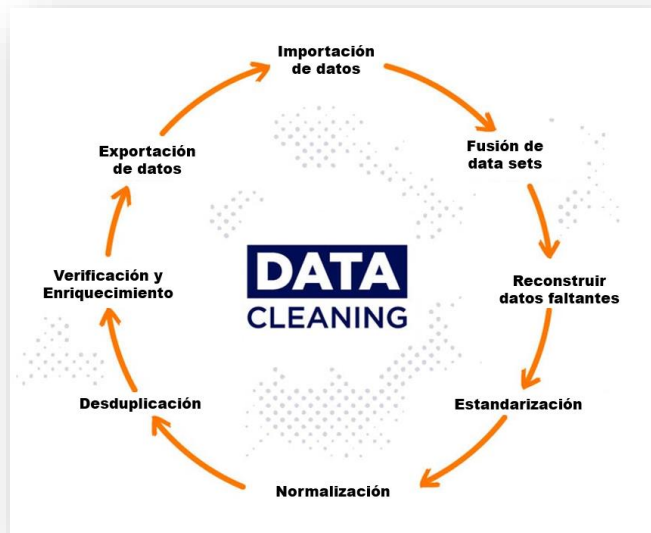 Importación
de datos
Fusión de
data sets
Reconstruir
datos faltantes
Estandarización
Normalización
Desduplicación
Verificación y
Enriquecimiento
Exportación
de datos
DATA
CLEANING